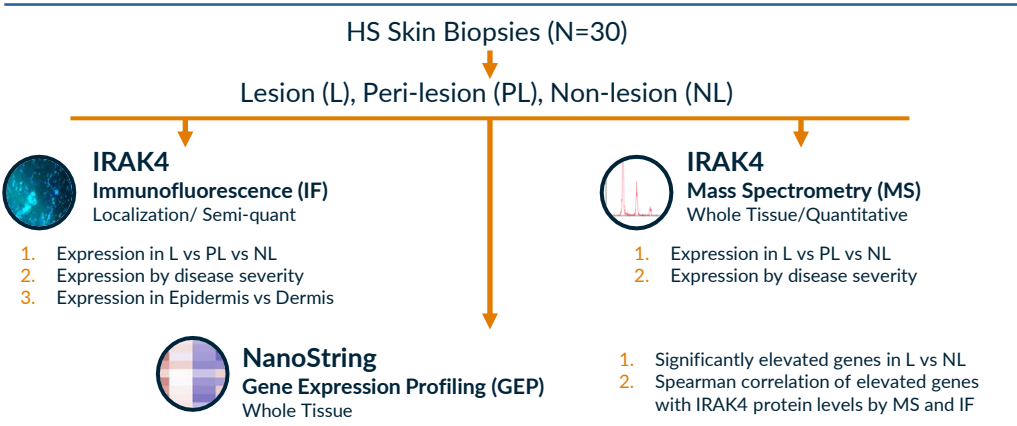 HS Skin Biopsies (N=30)
Lesion (L), Peri-lesion (PL), Non-lesion (NL)
IRAK4
Immunofluorescence (IF)
Localization/ Semi-quant
1. Expression in L vs PL vs NL
2. Expression by disease severity
3. Expression in Epidermis vs Dermis
IRAK4
Mass Spectrometry (MS)
Whole Tissue/Quantitative
1. Expression in L vs PL vs NL
2. Expression by disease severity
NanoString
Gene Expression Profiling (GEP)
Whole Tissue
1. Significantly elevated genes in L vs NL
2. Spearman correlation of elevated genes
with IRAK4 protein levels by MS and IF